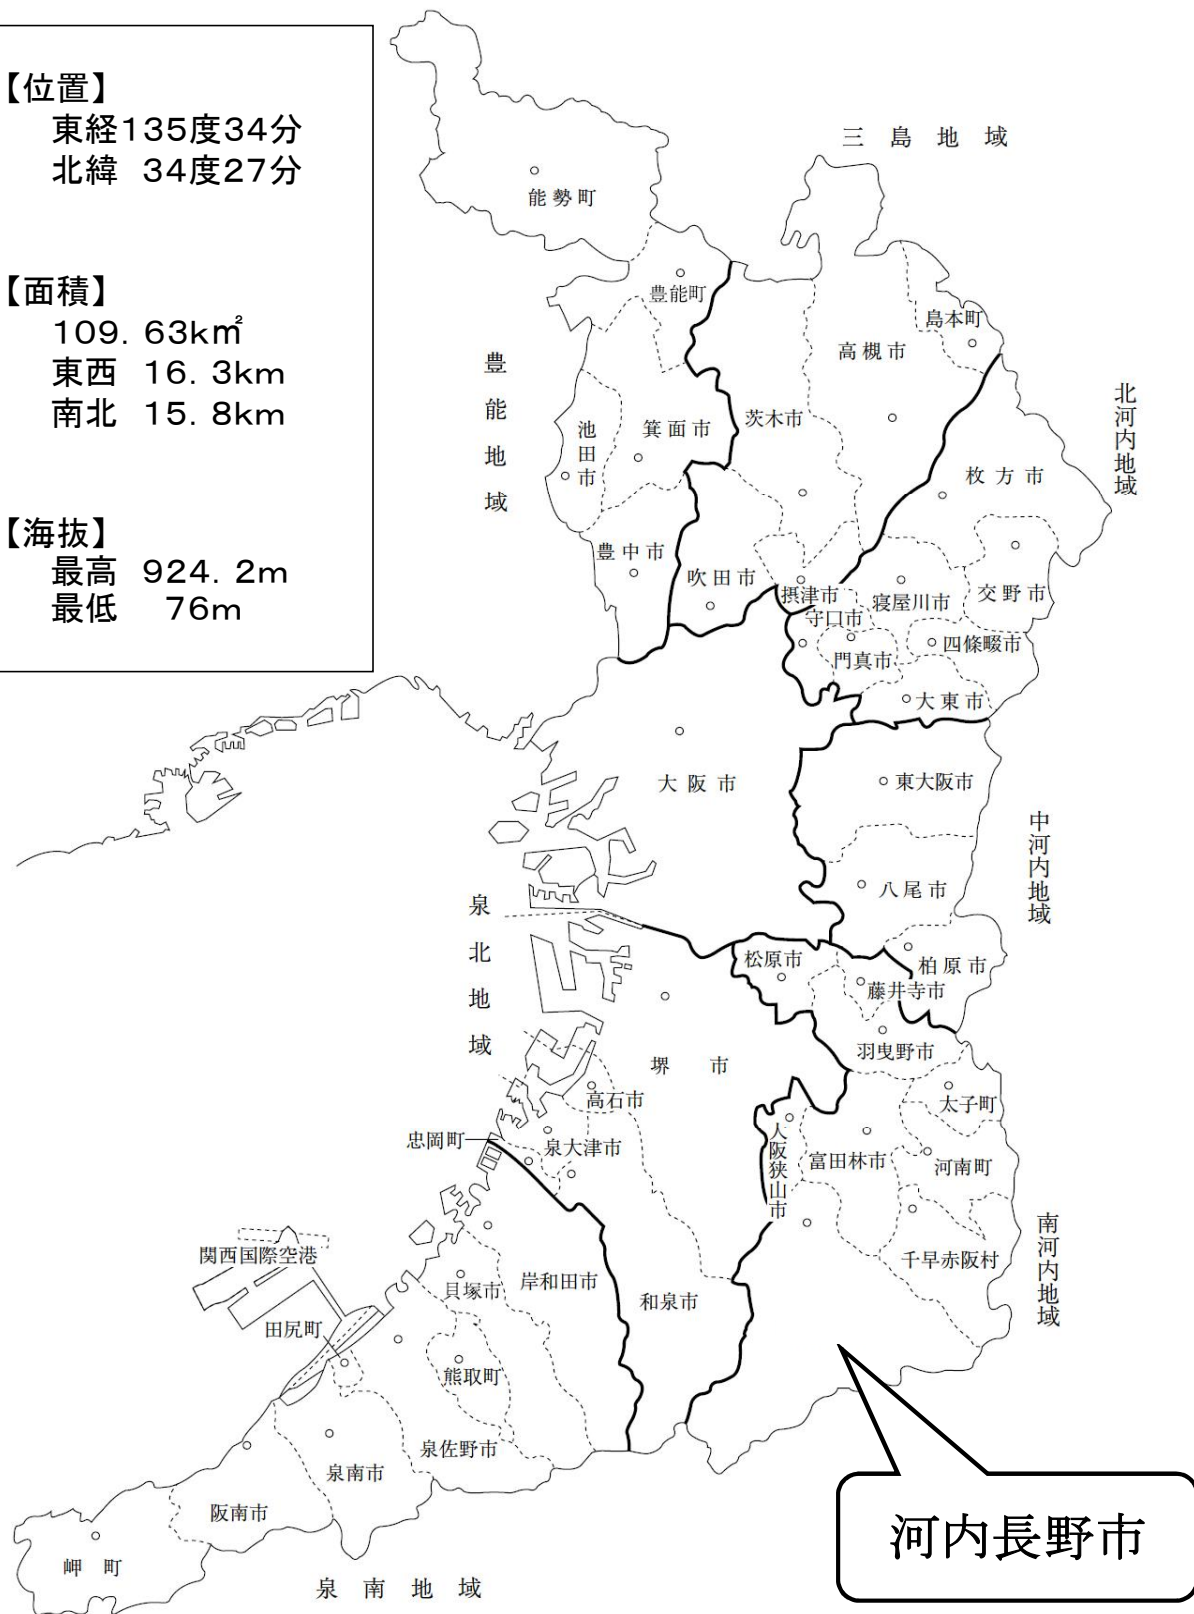 【位置】
東経135度34分
北緯 34度27分
【面積】
109.63k㎡
東西 16.3km
南北 15.8km
【海抜】
最高 924.2m
最低 76m
三島地域
能勢町
豊能町
島本町
高槻市
豊能地域
北河内地域
茨木市
箕面市
池田市
枚方市
豊中市
吹田市
摂津市
寝屋川市
交野市
守口市
門真市
四條畷市
大東市
大阪市
東大阪市
中河内地域
八尾市
泉北地域
松原市
柏原市
藤井寺市
羽曳野市
堺市
高石市
太子町
忠岡町
泉大津市
人阪狭山市
富田林市
河南町
南河内地域
関西国際空港
千早赤阪村
貝塚市
岸和田市
和泉市
田尻町
熊取町
泉佐野市
泉南市
阪南市
岬町
泉南地域
河内長野市